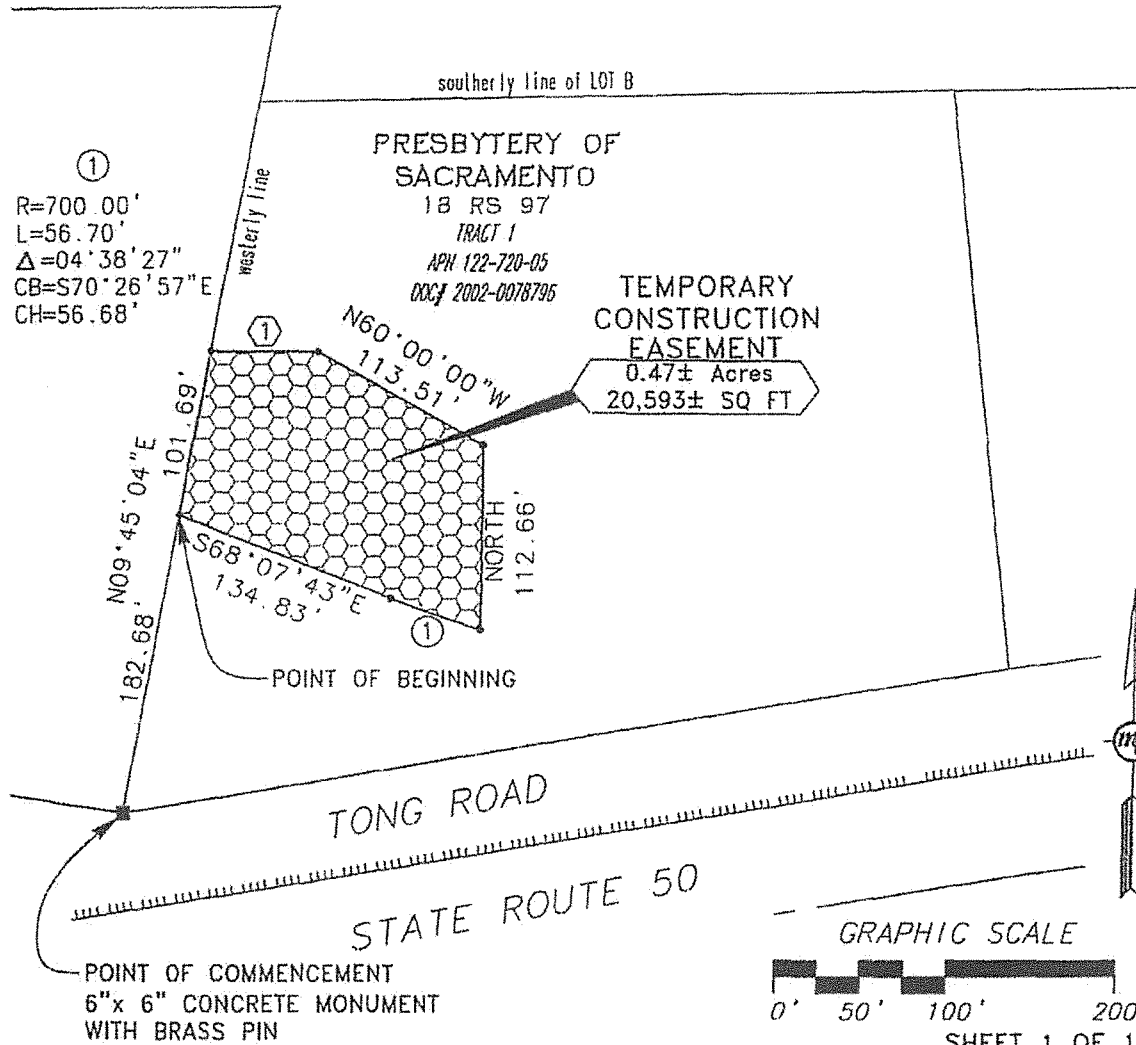 southerly line of LOT B
PRESBYTERY OF
SACRAMENTO
18 RS 97
TRACT 1
APN 122-720-05
DOC# 2002-0078795
westerly line
1
R=700.00'
L=56.70'
Δ=04°38'27"
CB=S70°26'57"E
CH=56.68'
TEMPORARY
CONSTRUCTION
EASEMENT
0.47± Acres
20,593± SQ FT
1
N60°00'00"W
113.51'
N09°45'04"E
101.69'
182.68'
S68°07'43"E
134.83'
1
NORTH
112.66'
POINT OF BEGINNING
TONG ROAD
STATE ROUTE 50
POINT OF COMMENCEMENT
6"x 6" CONCRETE MONUMENT
WITH BRASS PIN
GRAPHIC SCALE
0' 50' 100' 200
SHEET 1 OF 1